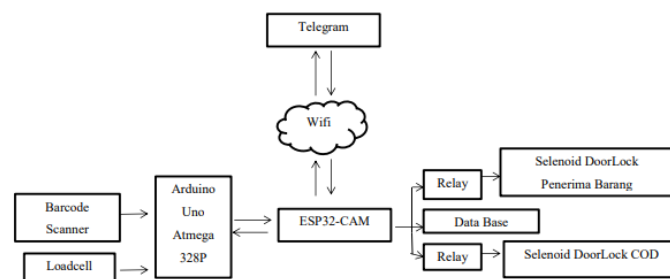 Telegram
Wifi
Barcode
Scanner
Loadcell
Arduino
Uno
Atmega
328P
ESP32-CAM
Relay
Selenoid DoorLock
Penerima Barang
Data Base
Relay
Selenoid DoorLock COD